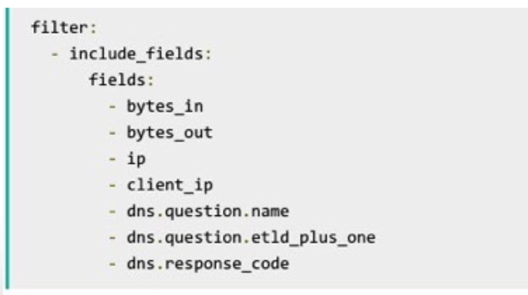 filter:
  - include_fields:
      fields:
        - bytes_in
        - bytes_out
        - ip
        - client_ip
        - dns.question.name
        - dns.question.etld_plus_one
        - dns.response_code